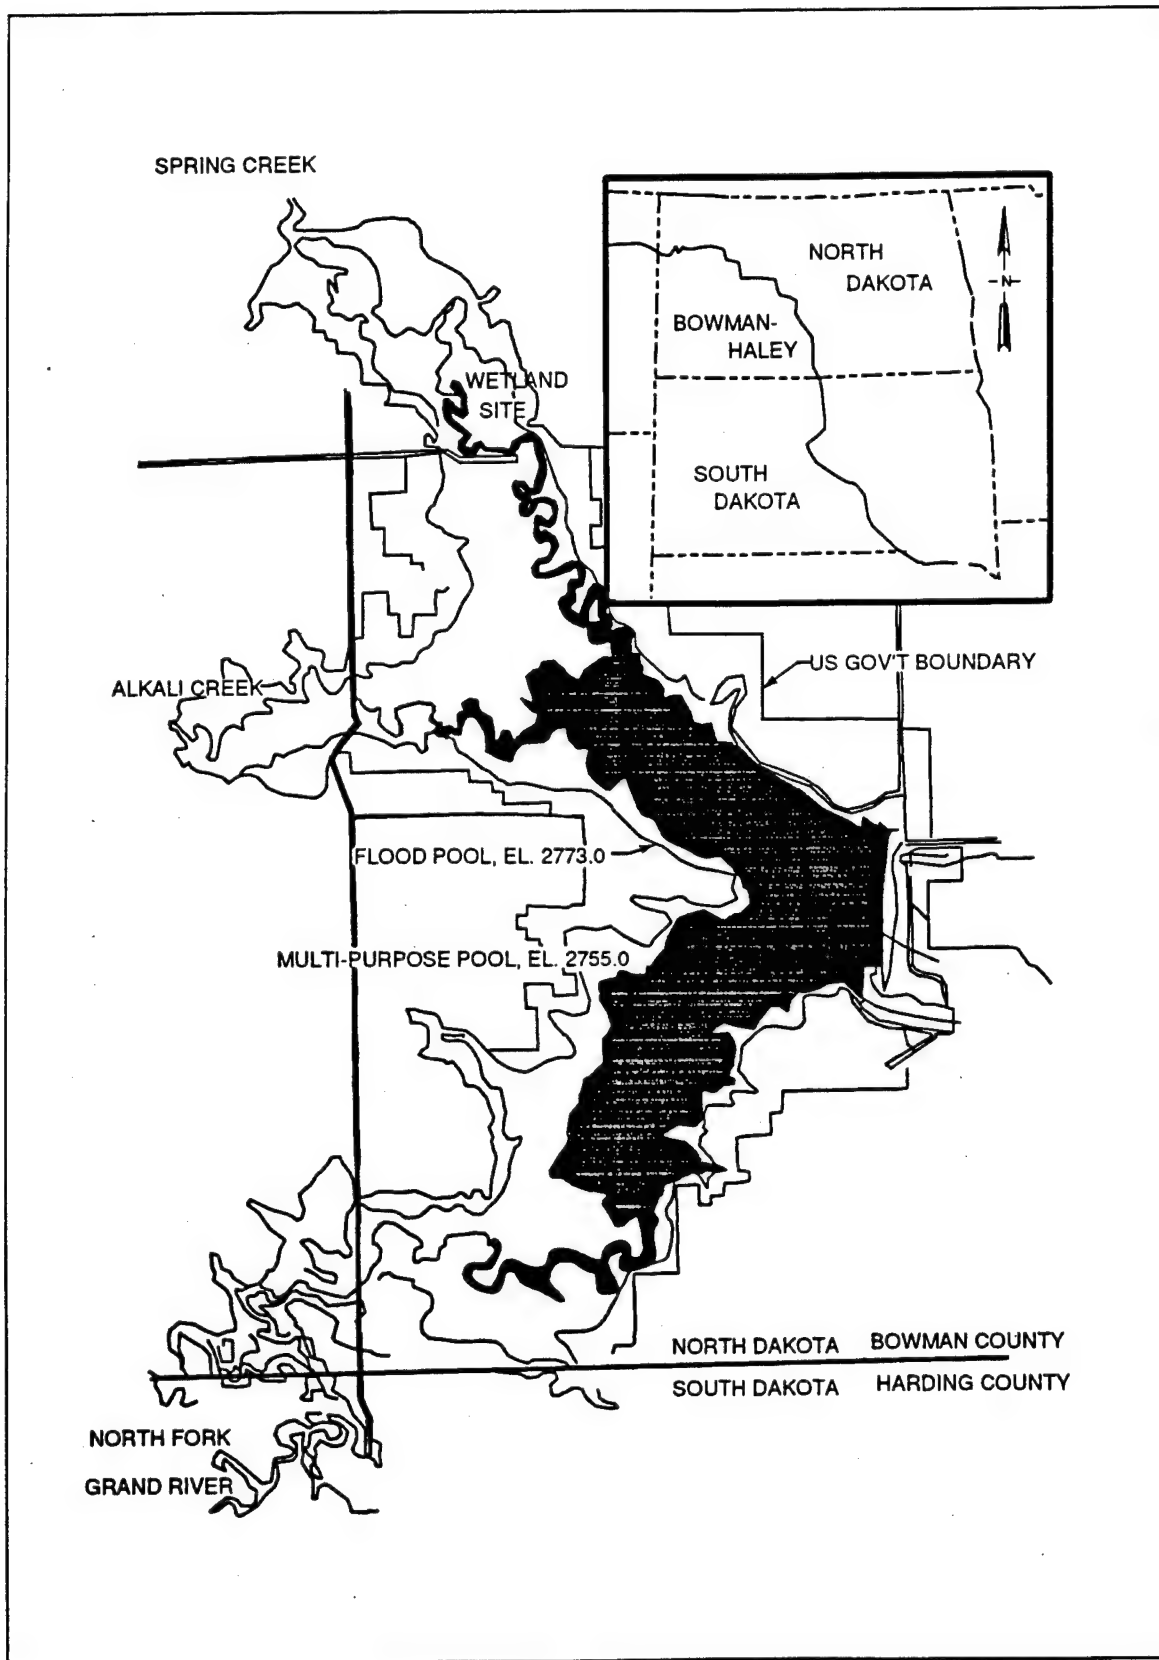 SPRING CREEK
NORTH
DAKOTA
-N-
BOWMAN-
HALEY
SOUTH
DAKOTA
WETLAND
SITE
US GOV'T BOUNDARY
ALKALI CREEK
FLOOD POOL, EL. 2773.0
MULTI-PURPOSE POOL, EL. 2755.0
NORTH DAKOTA BOWMAN COUNTY
SOUTH DAKOTA HARDING COUNTY
NORTH FORK
GRAND RIVER